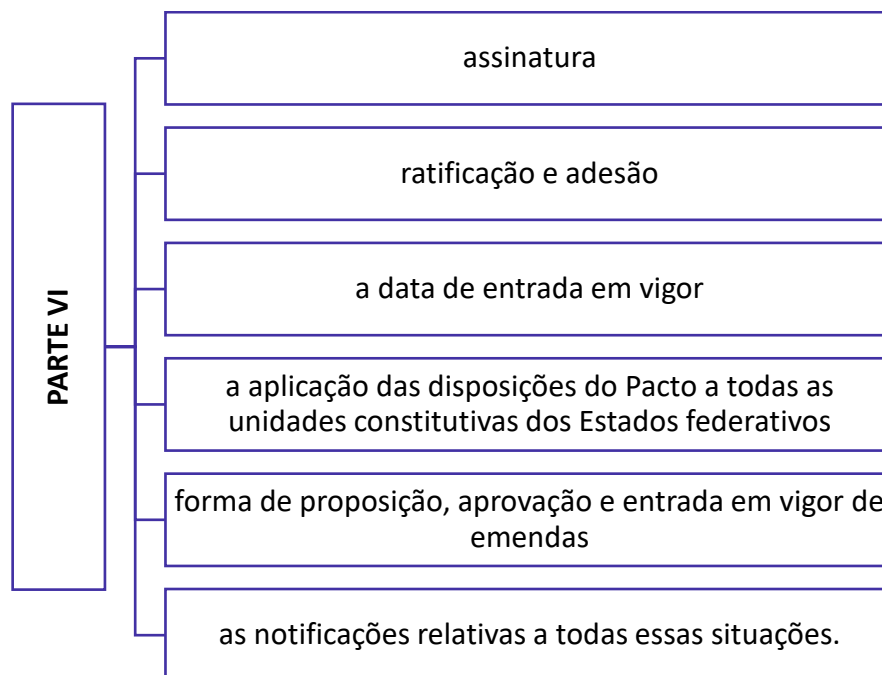 PARTE VI
assinatura
ratificação e adesão
a data de entrada em vigor
a aplicação das disposições do Pacto a todas as
unidades constitutivas dos Estados federativos
forma de proposição, aprovação e entrada em vigor de
emendas
as notificações relativas a todas essas situações.